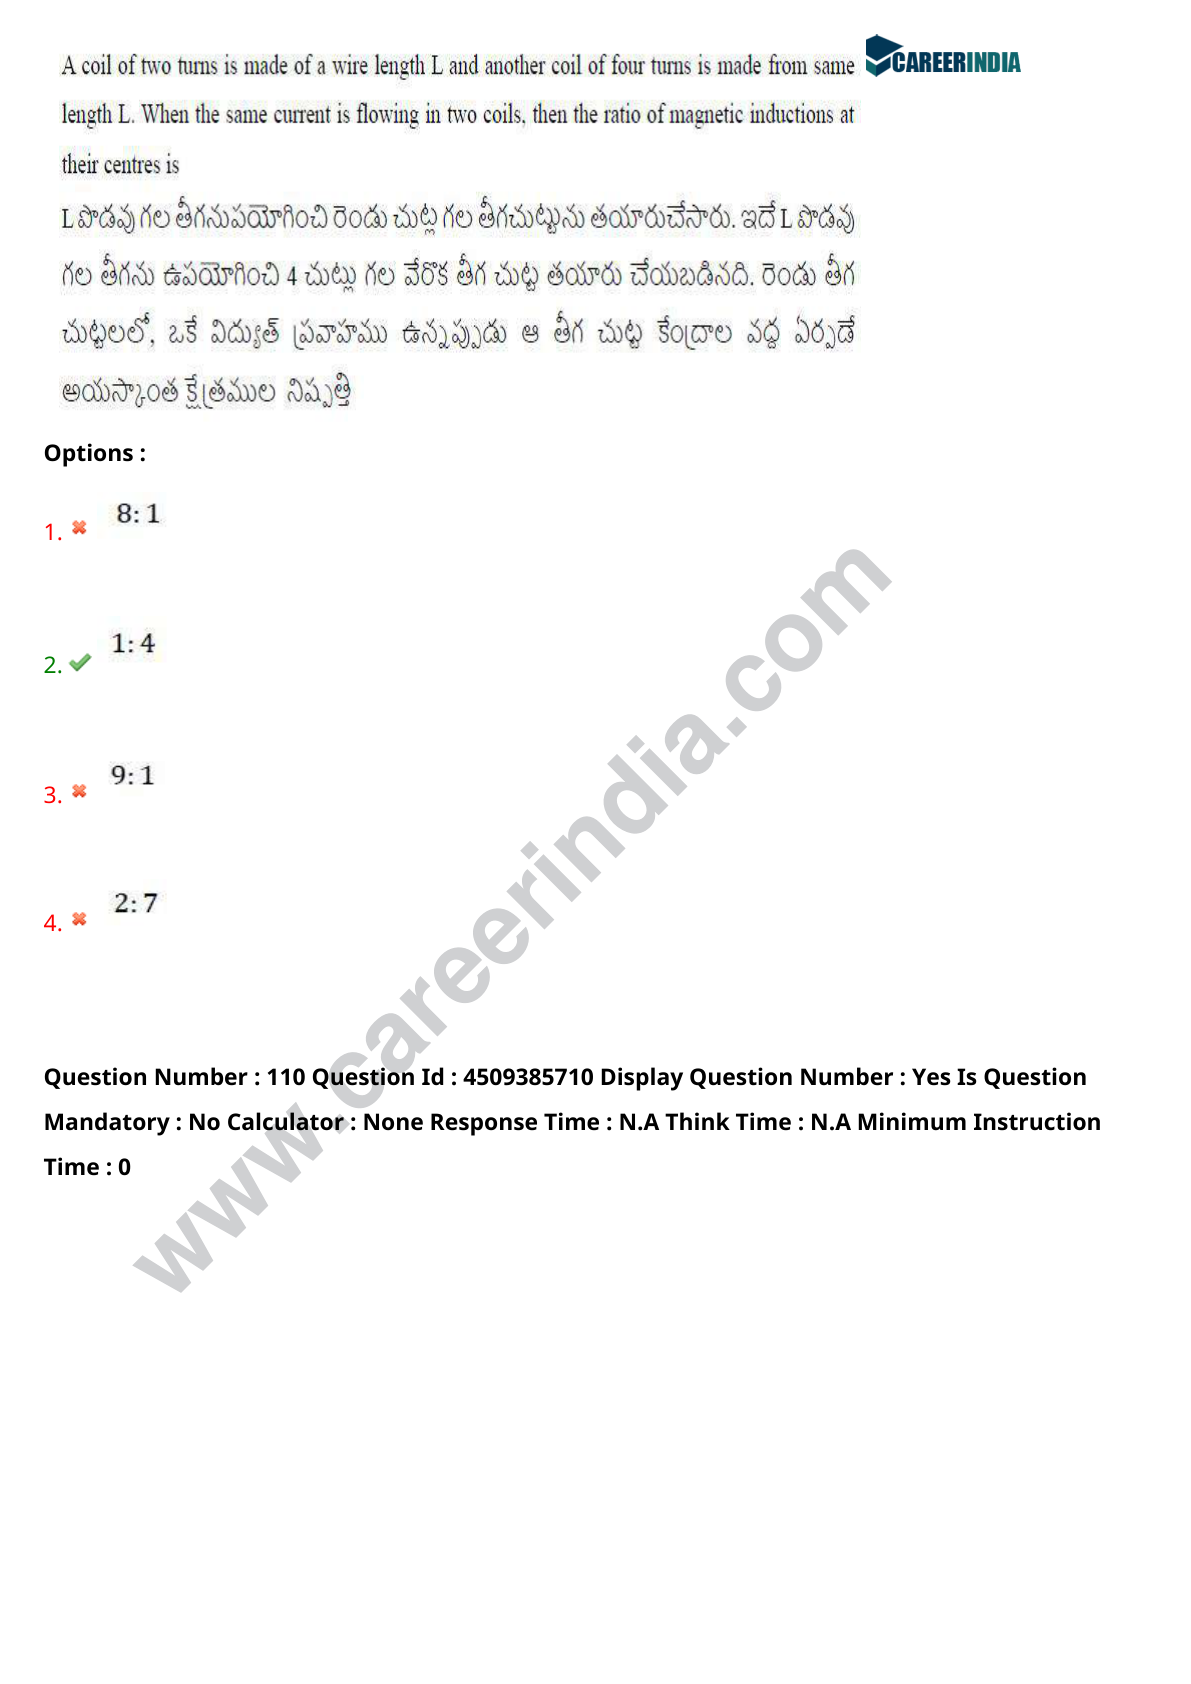 A coil of two turns is made of a wire length L and another coil of four turns is made from same
CAREERINDIA
length L. When the same current is flowing in two coils, then the ratio of magnetic inductions at
their centres is
L పొడవు గల తీగనుపయోగించి రెండు చుట్ల గల తీగచుట్టును తయారుచేసారు. ఇదే L పొడవు
గల తీగను ఉపయోగించి 4 చుట్లు గల వేరొక తీగ చుట్ట తయారు చేయబడినది. రెండు తీగ
చుట్టలలో, ఒకే విద్యుత్ ప్రవాహము ఉన్నప్పుడు ఆ తీగ చుట్ట కేంద్రాల వద్ద ఏర్పడే
అయస్కాంత క్షేత్రముల నిష్పత్తి
Options :
1. 8: 1
2. 1: 4
3. 9: 1
4. 2: 7
www.careerindia.com
Question Number : 110 Question Id : 4509385710 Display Question Number : Yes Is Question
Mandatory : No Calculator : None Response Time : N.A Think Time : N.A Minimum Instruction
Time : 0